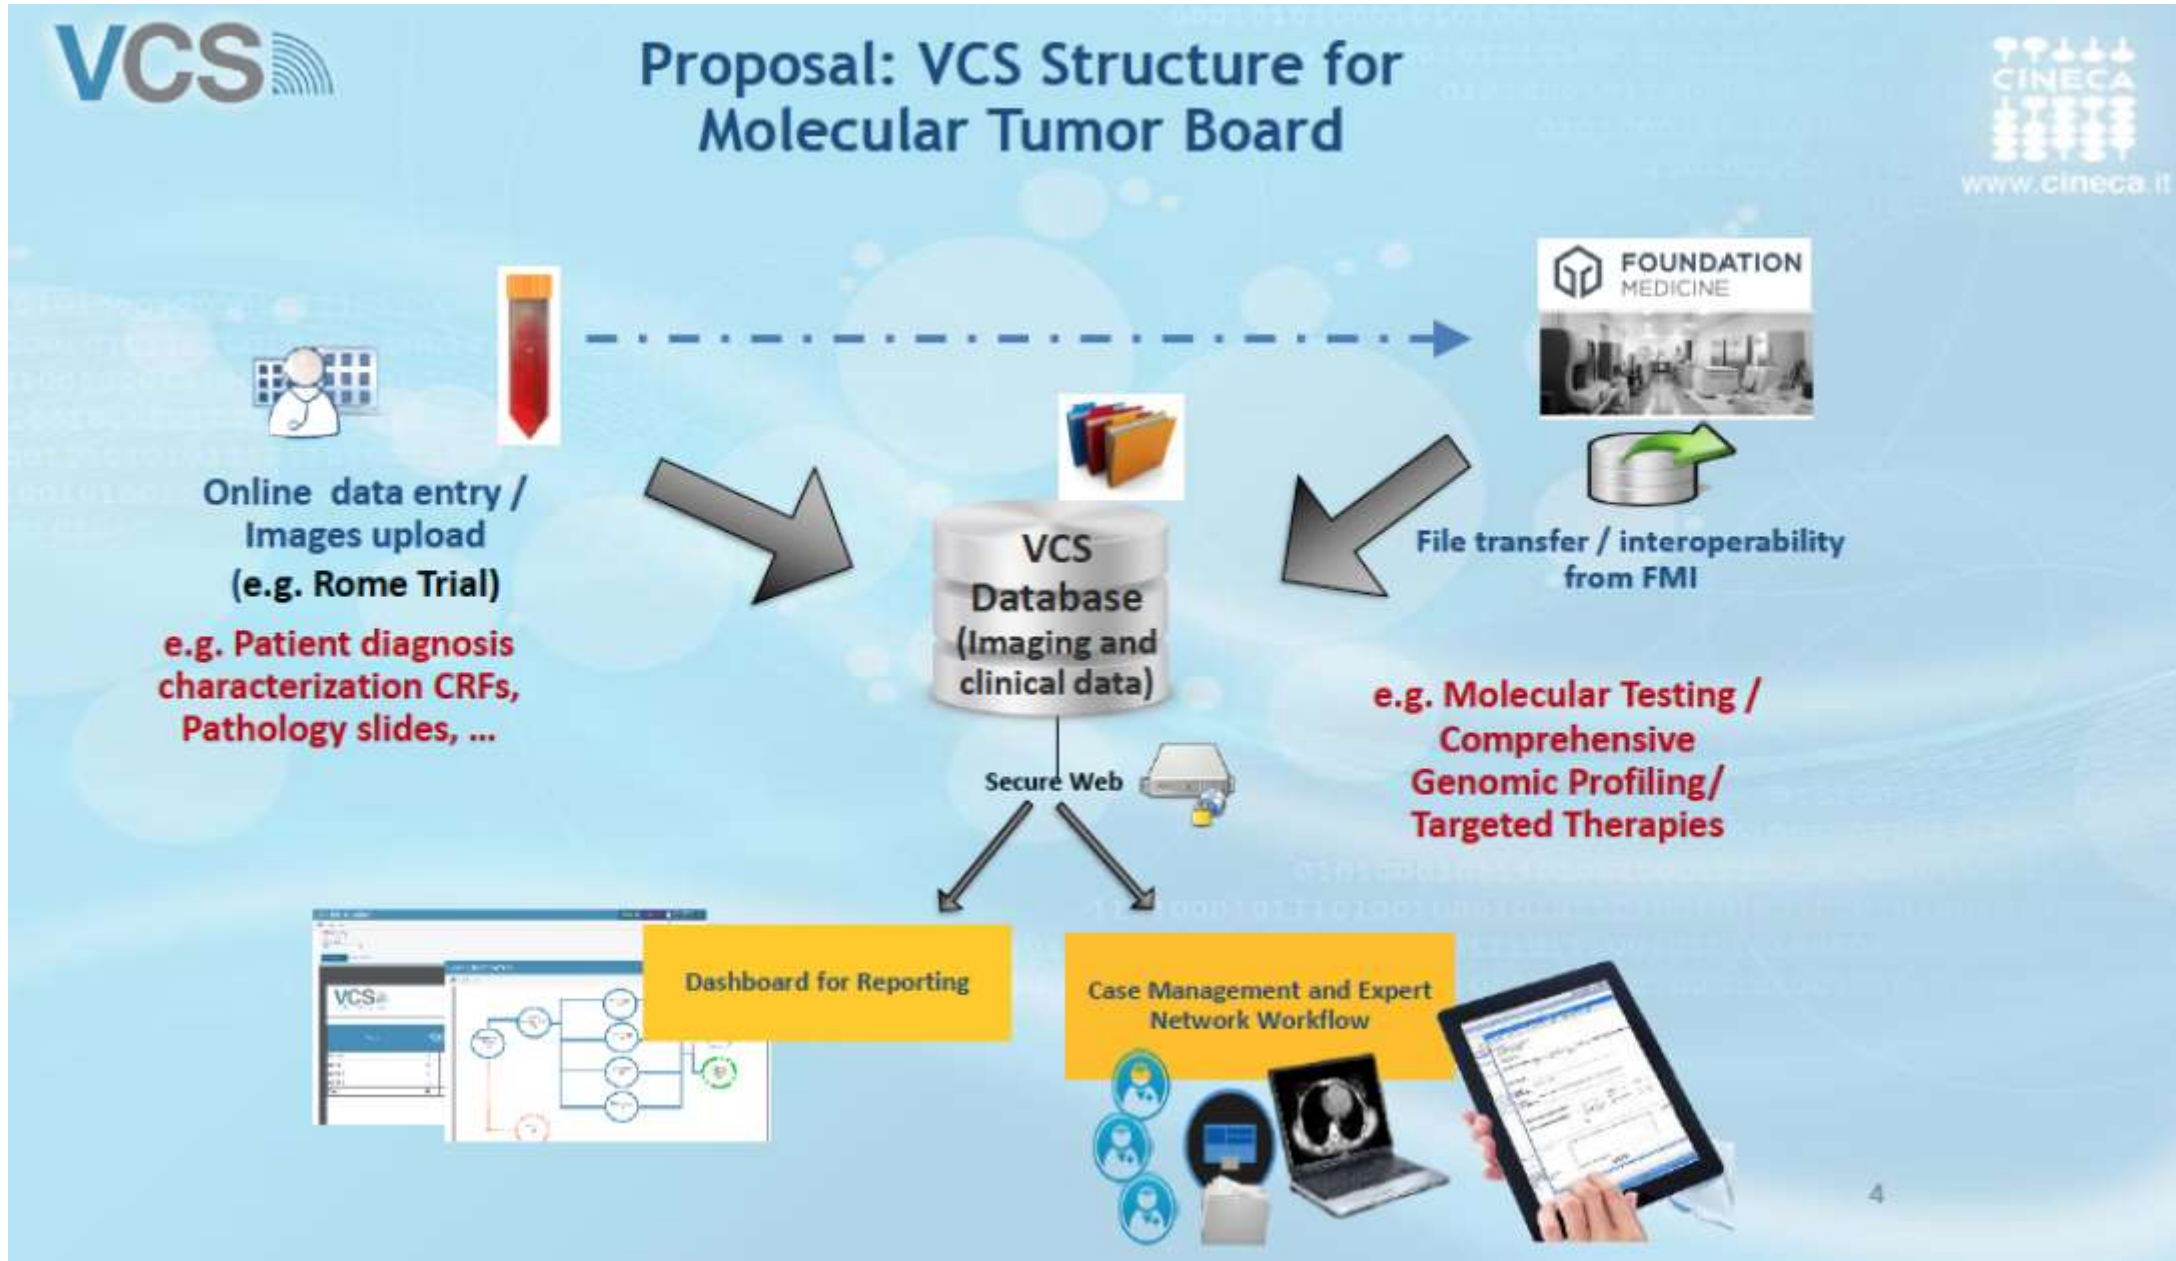 VCS
Proposal: VCS Structure for
Molecular Tumor Board
CINECA
www.cineca.it
FOUNDATION
MEDICINE
Online data entry /
Images upload
(e.g. Rome Trial)
e.g. Patient diagnosis
characterization CRFs,
Pathology slides, ...
VCS
Database
(Imaging and
clinical data)
File transfer / interoperability
from FMI
e.g. Molecular Testing /
Comprehensive
Genomic Profiling/
Targeted Therapies
Secure Web
VCS
Dashboard for Reporting
Case Management and Expert
Network Workflow
4